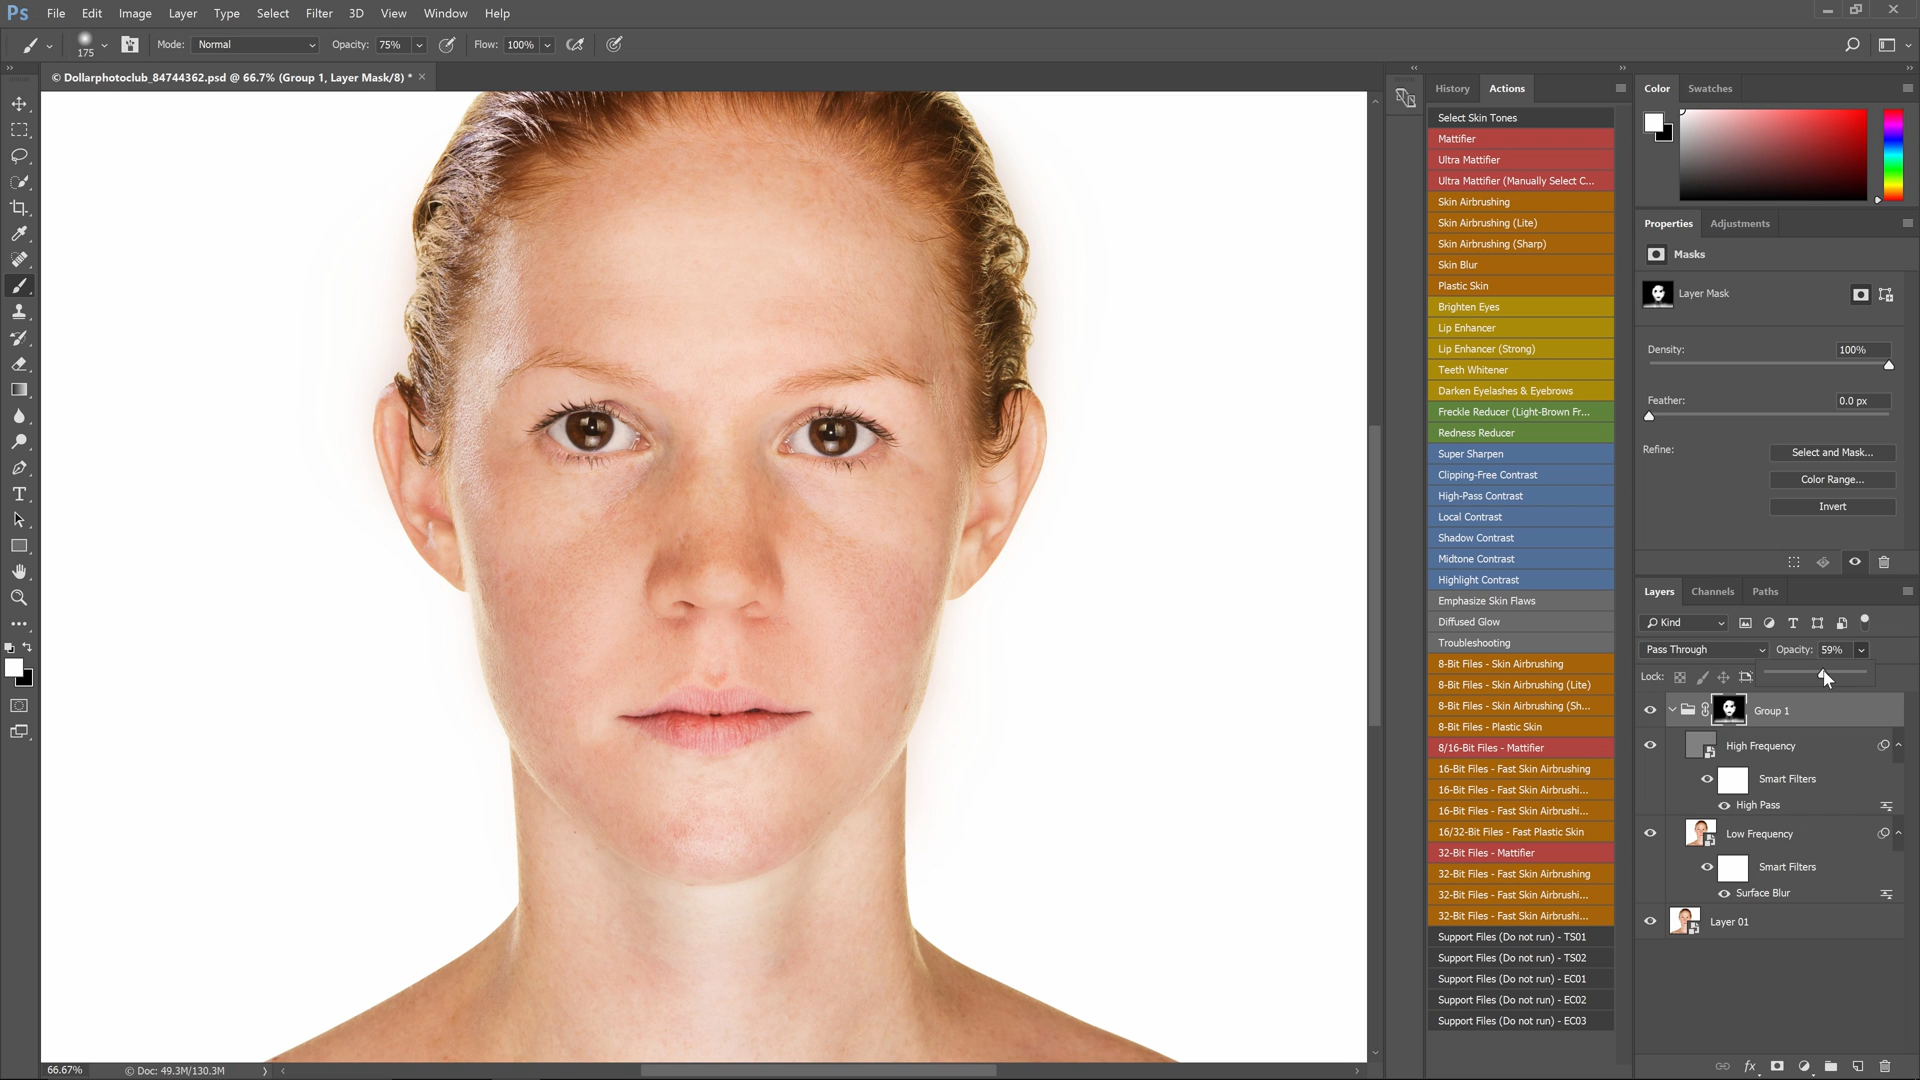 Ps File Edit Image Layer Type Select Filter 3D View Window Help
175 Mode: Normal Opacity: 75% Flow: 100%
© Dollarphotoclub_84744362.psd @ 66.7% (Group 1, Layer Mask/8) * ×
History Actions
Select Skin Tones
Mattifier
Ultra Mattifier
Ultra Mattifier (Manually Select C...
Skin Airbrushing
Skin Airbrushing (Lite)
Skin Airbrushing (Sharp)
Skin Blur
Plastic Skin
Brighten Eyes
Lip Enhancer
Lip Enhancer (Strong)
Teeth Whitener
Darken Eyelashes & Eyebrows
Freckle Reducer (Light-Brown Fr...
Redness Reducer
Super Sharpen
Clipping-Free Contrast
High-Pass Contrast
Local Contrast
Shadow Contrast
Midtone Contrast
Highlight Contrast
Emphasize Skin Flaws
Diffused Glow
Troubleshooting
8-Bit Files - Skin Airbrushing
8-Bit Files - Skin Airbrushing (Lite)
8-Bit Files - Skin Airbrushing (Sh...
8-Bit Files - Plastic Skin
8/16-Bit Files - Mattifier
16-Bit Files - Fast Skin Airbrushing
16-Bit Files - Fast Skin Airbrushi...
16-Bit Files - Fast Skin Airbrushi...
16/32-Bit Files - Fast Plastic Skin
32-Bit Files - Mattifier
32-Bit Files - Fast Skin Airbrushing
32-Bit Files - Fast Skin Airbrushi...
32-Bit Files - Fast Skin Airbrushi...
Support Files (Do not run) - TS01
Support Files (Do not run) - TS02
Support Files (Do not run) - EC01
Support Files (Do not run) - EC02
Support Files (Do not run) - EC03
Color Swatches
Properties Adjustments
Masks
Layer Mask
Density: 100%
Feather: 0.0 px
Refine: Select and Mask...
Color Range...
Invert
Layers Channels Paths
Kind
Pass Through Opacity: 59%
Lock:
Group 1
High Frequency
Smart Filters
High Pass
Low Frequency
Smart Filters
Surface Blur
Layer 01
fx
66.67% © Doc: 49.3M/130.3M